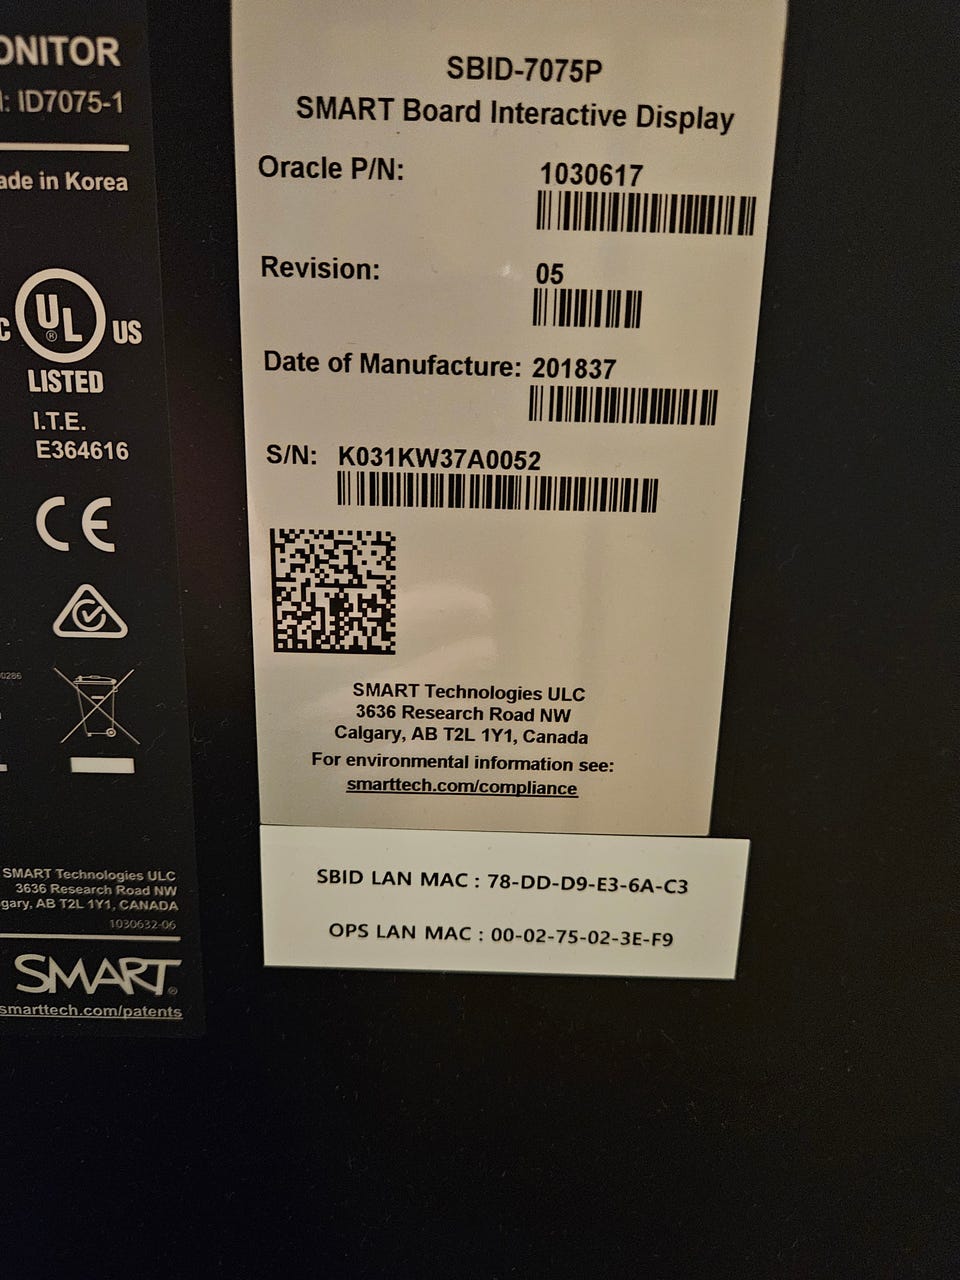 ONITOR
: ID7075-1
ade in Korea
C UL US
®
LISTED
I.T.E.
E364616
CE
0286
SMART Technologies ULC
3636 Research Road NW
gary, AB T2L 1Y1, CANADA
1030632-06
SMART®
smarttech.com/patents
SBID-7075P
SMART Board Interactive Display
Oracle P/N: 1030617
Revision: 05
Date of Manufacture: 201837
S/N: K031KW37A0052
SMART Technologies ULC
3636 Research Road NW
Calgary, AB T2L 1Y1, Canada
For environmental information see:
smarttech.com/compliance
SBID LAN MAC : 78-DD-D9-E3-6A-C3
OPS LAN MAC : 00-02-75-02-3E-F9